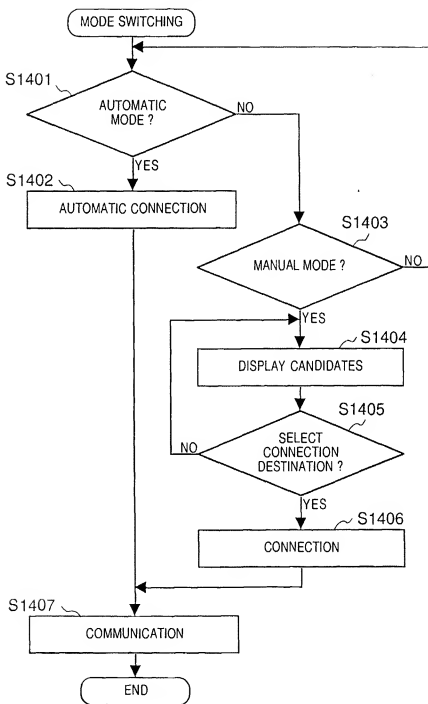 MODE SWITCHING
S1401
AUTOMATIC
MODE ?
NO
YES
S1402
AUTOMATIC CONNECTION
S1403
MANUAL MODE ?
NO
YES
S1404
DISPLAY CANDIDATES
S1405
SELECT
CONNECTION
DESTINATION ?
NO
YES
S1406
CONNECTION
S1407
COMMUNICATION
END